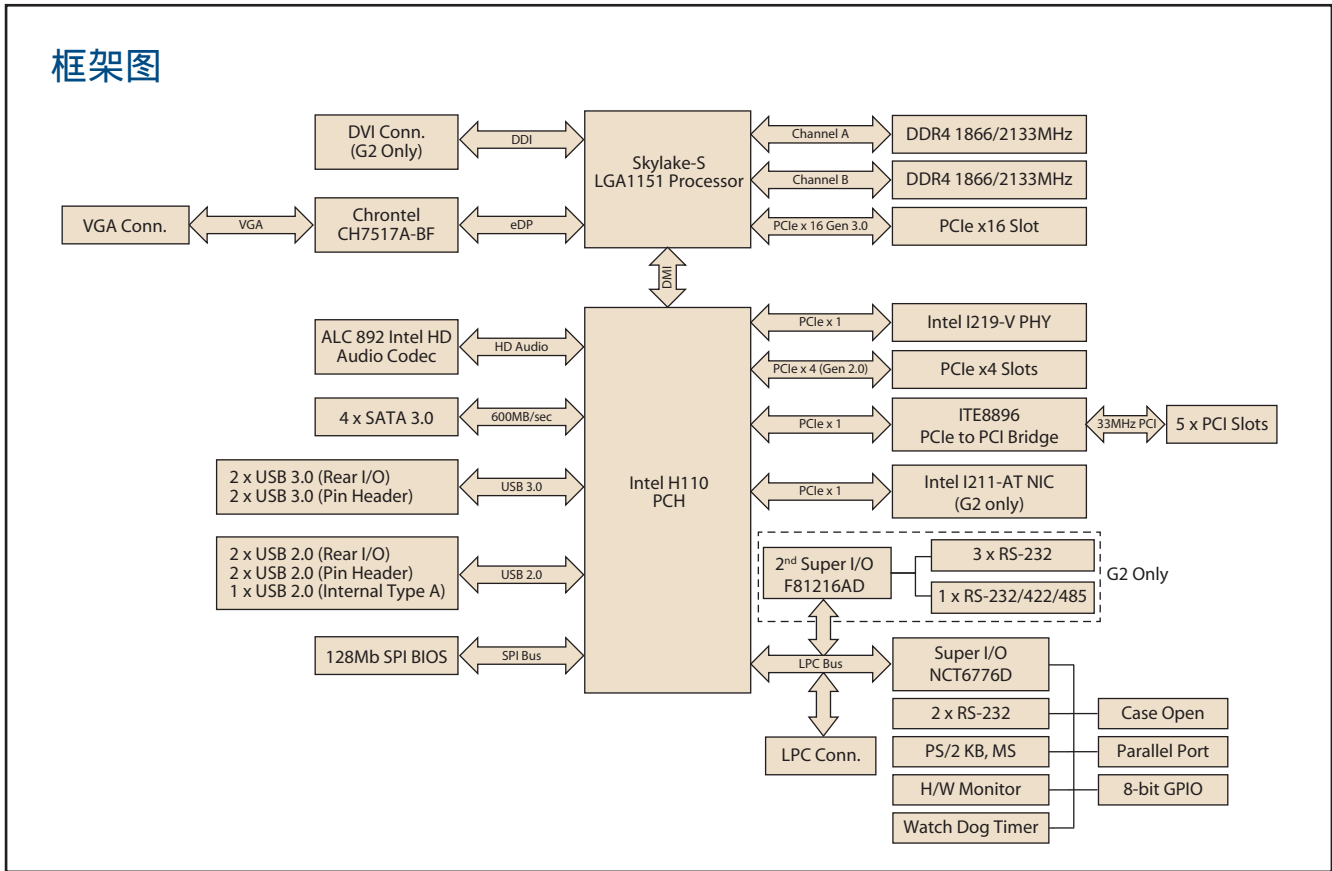 框架图
DVI Conn.
(G2 Only)
DDI
Skylake-S
LGA1151 Processor
Channel A
DDR4 1866/2133MHz
Channel B
DDR4 1866/2133MHz
VGA Conn.
VGA
Chrontel
CH7517A-BF
eDP
PCIe x 16 Gen 3.0
PCIe x16 Slot
DMI
ALC 892 Intel HD
Audio Codec
HD Audio
4 x SATA 3.0
600MB/sec
2 x USB 3.0 (Rear I/O)
2 x USB 3.0 (Pin Header)
USB 3.0
2 x USB 2.0 (Rear I/O)
2 x USB 2.0 (Pin Header)
1 x USB 2.0 (Internal Type A)
USB 2.0
128Mb SPI BIOS
SPI Bus
Intel H110
PCH
PCIe x 1
Intel I219-V PHY
PCIe x 4 (Gen 2.0)
PCIe x4 Slots
PCIe x 1
ITE8896
PCIe to PCI Bridge
33MHz PCI
5 x PCI Slots
PCIe x 1
Intel I211-AT NIC
(G2 only)
2nd Super I/O
F81216AD
3 x RS-232
1 x RS-232/422/485
G2 Only
LPC Bus
Super I/O
NCT6776D
LPC Conn.
2 x RS-232
Case Open
PS/2 KB, MS
Parallel Port
H/W Monitor
8-bit GPIO
Watch Dog Timer